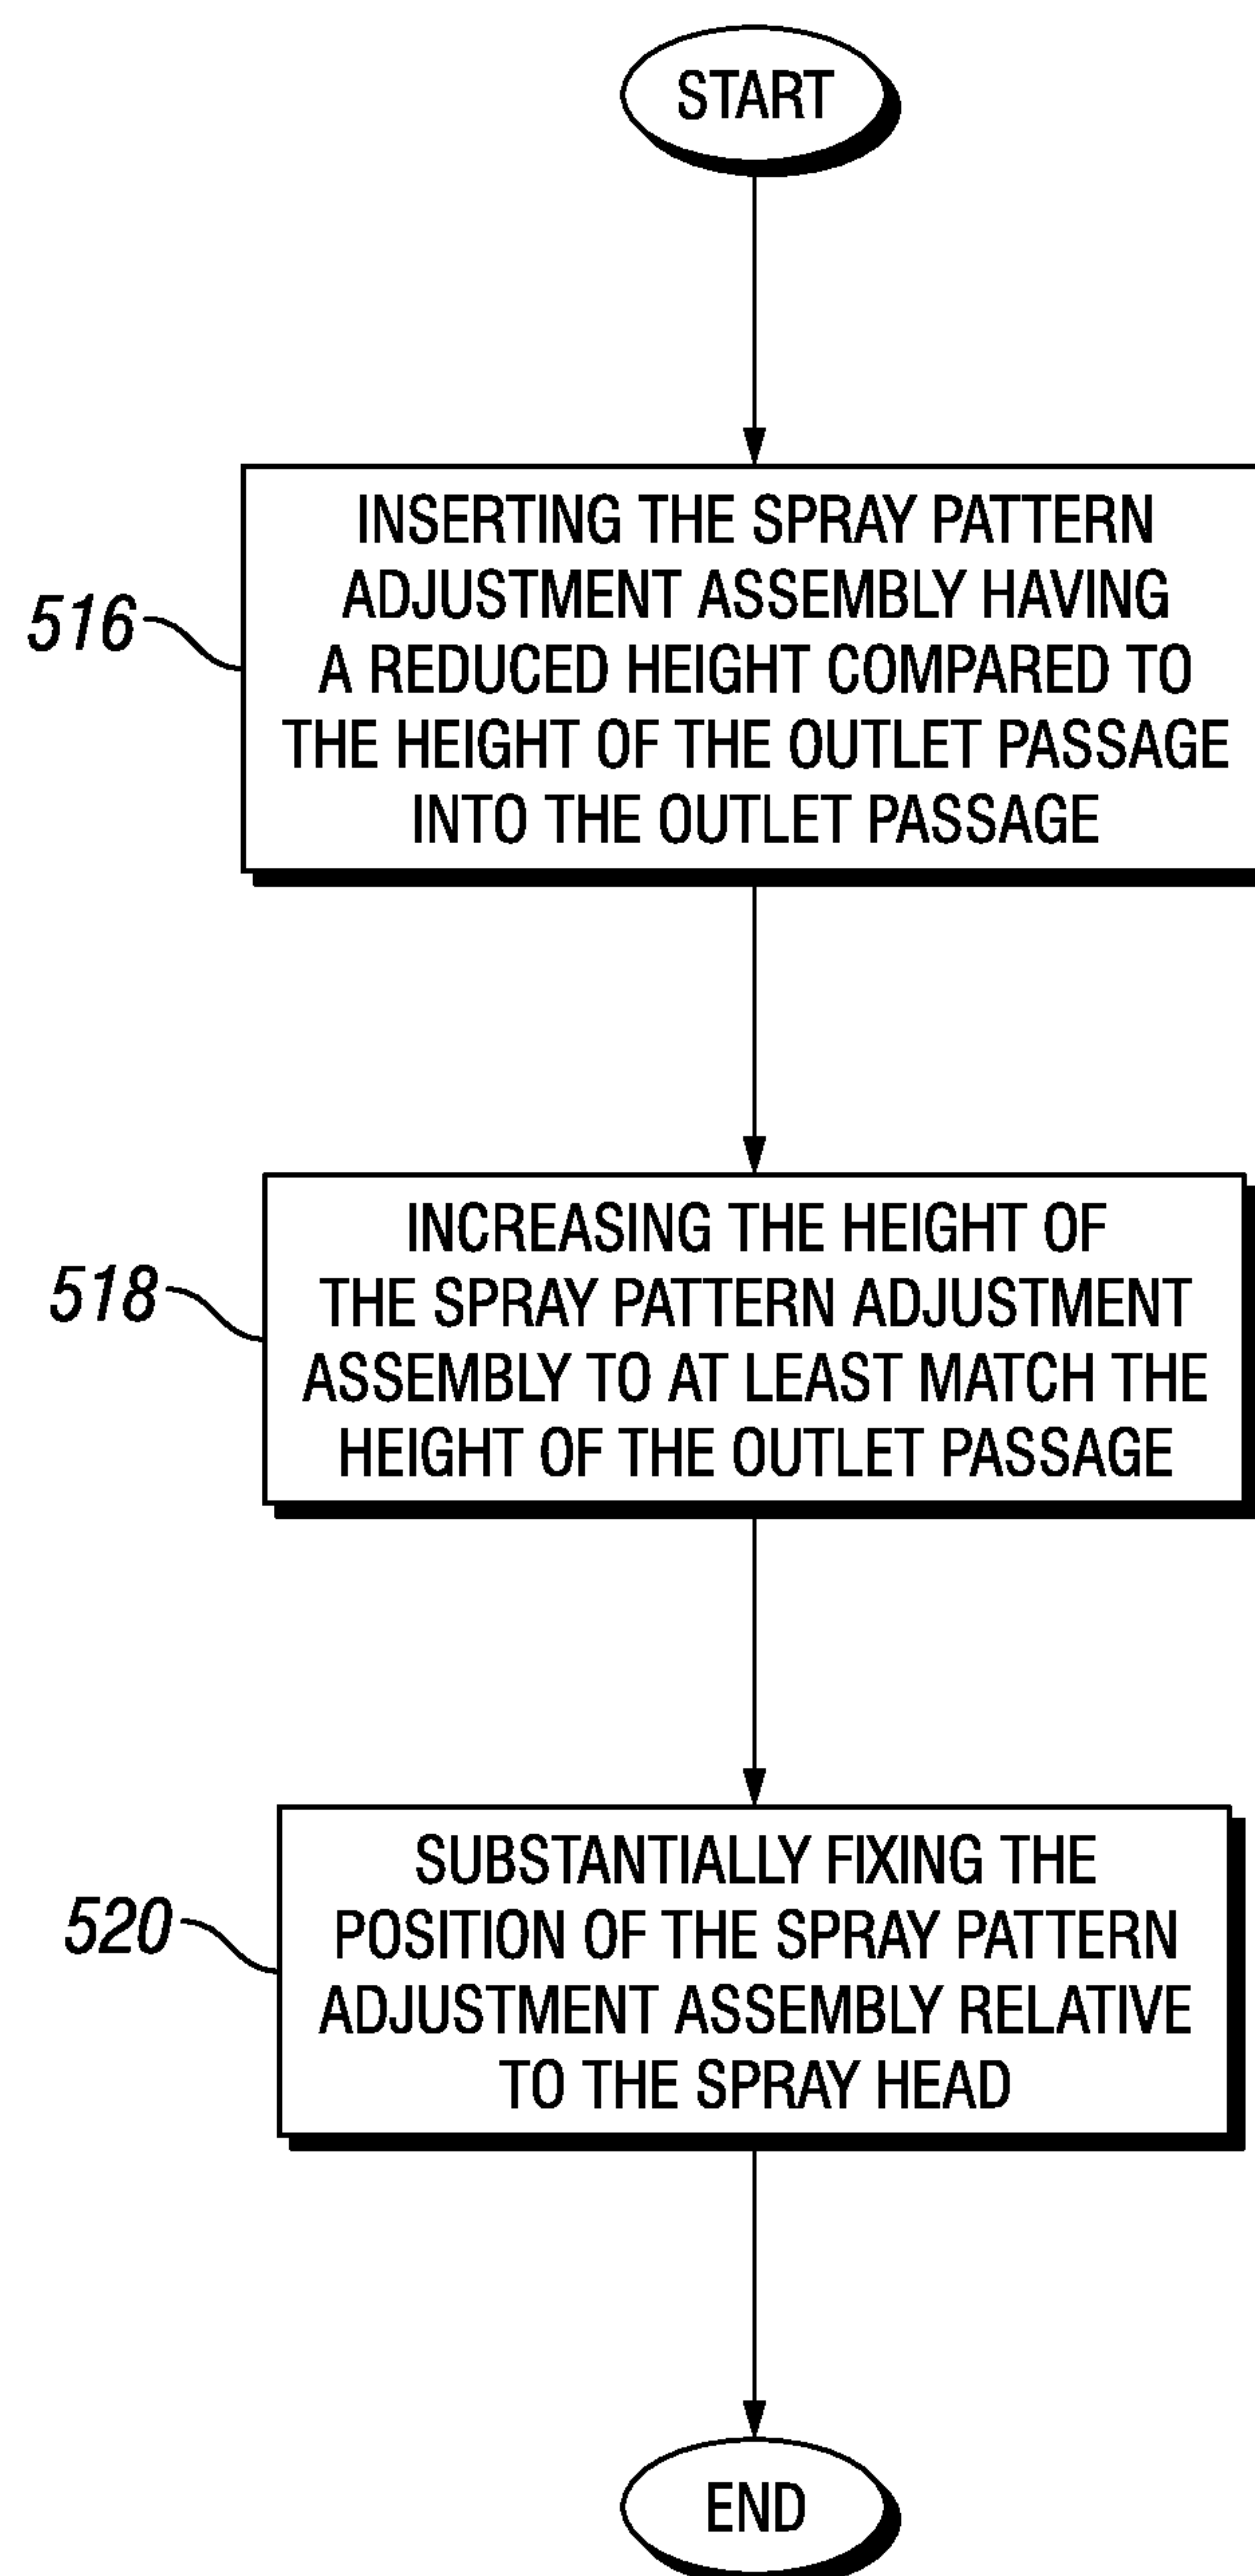 START
516
INSERTING THE SPRAY PATTERN
ADJUSTMENT ASSEMBLY HAVING
A REDUCED HEIGHT COMPARED TO
THE HEIGHT OF THE OUTLET PASSAGE
INTO THE OUTLET PASSAGE
518
INCREASING THE HEIGHT OF
THE SPRAY PATTERN ADJUSTMENT
ASSEMBLY TO AT LEAST MATCH THE
HEIGHT OF THE OUTLET PASSAGE
520
SUBSTANTIALLY FIXING THE
POSITION OF THE SPRAY PATTERN
ADJUSTMENT ASSEMBLY RELATIVE
TO THE SPRAY HEAD
END